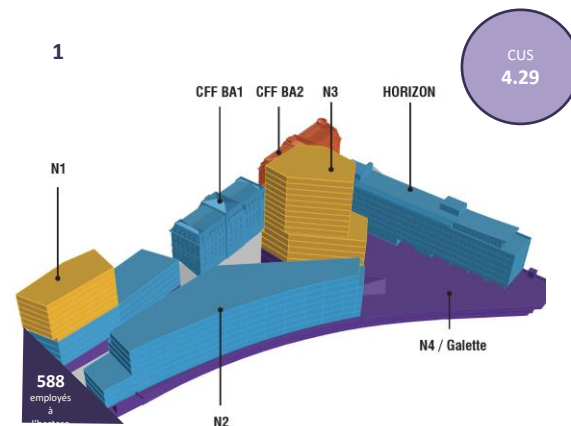 1
CUS
4.29
CFF BA1
CFF BA2
N3
HORIZON
N1
N4 / Galette
588
employés
à
N2